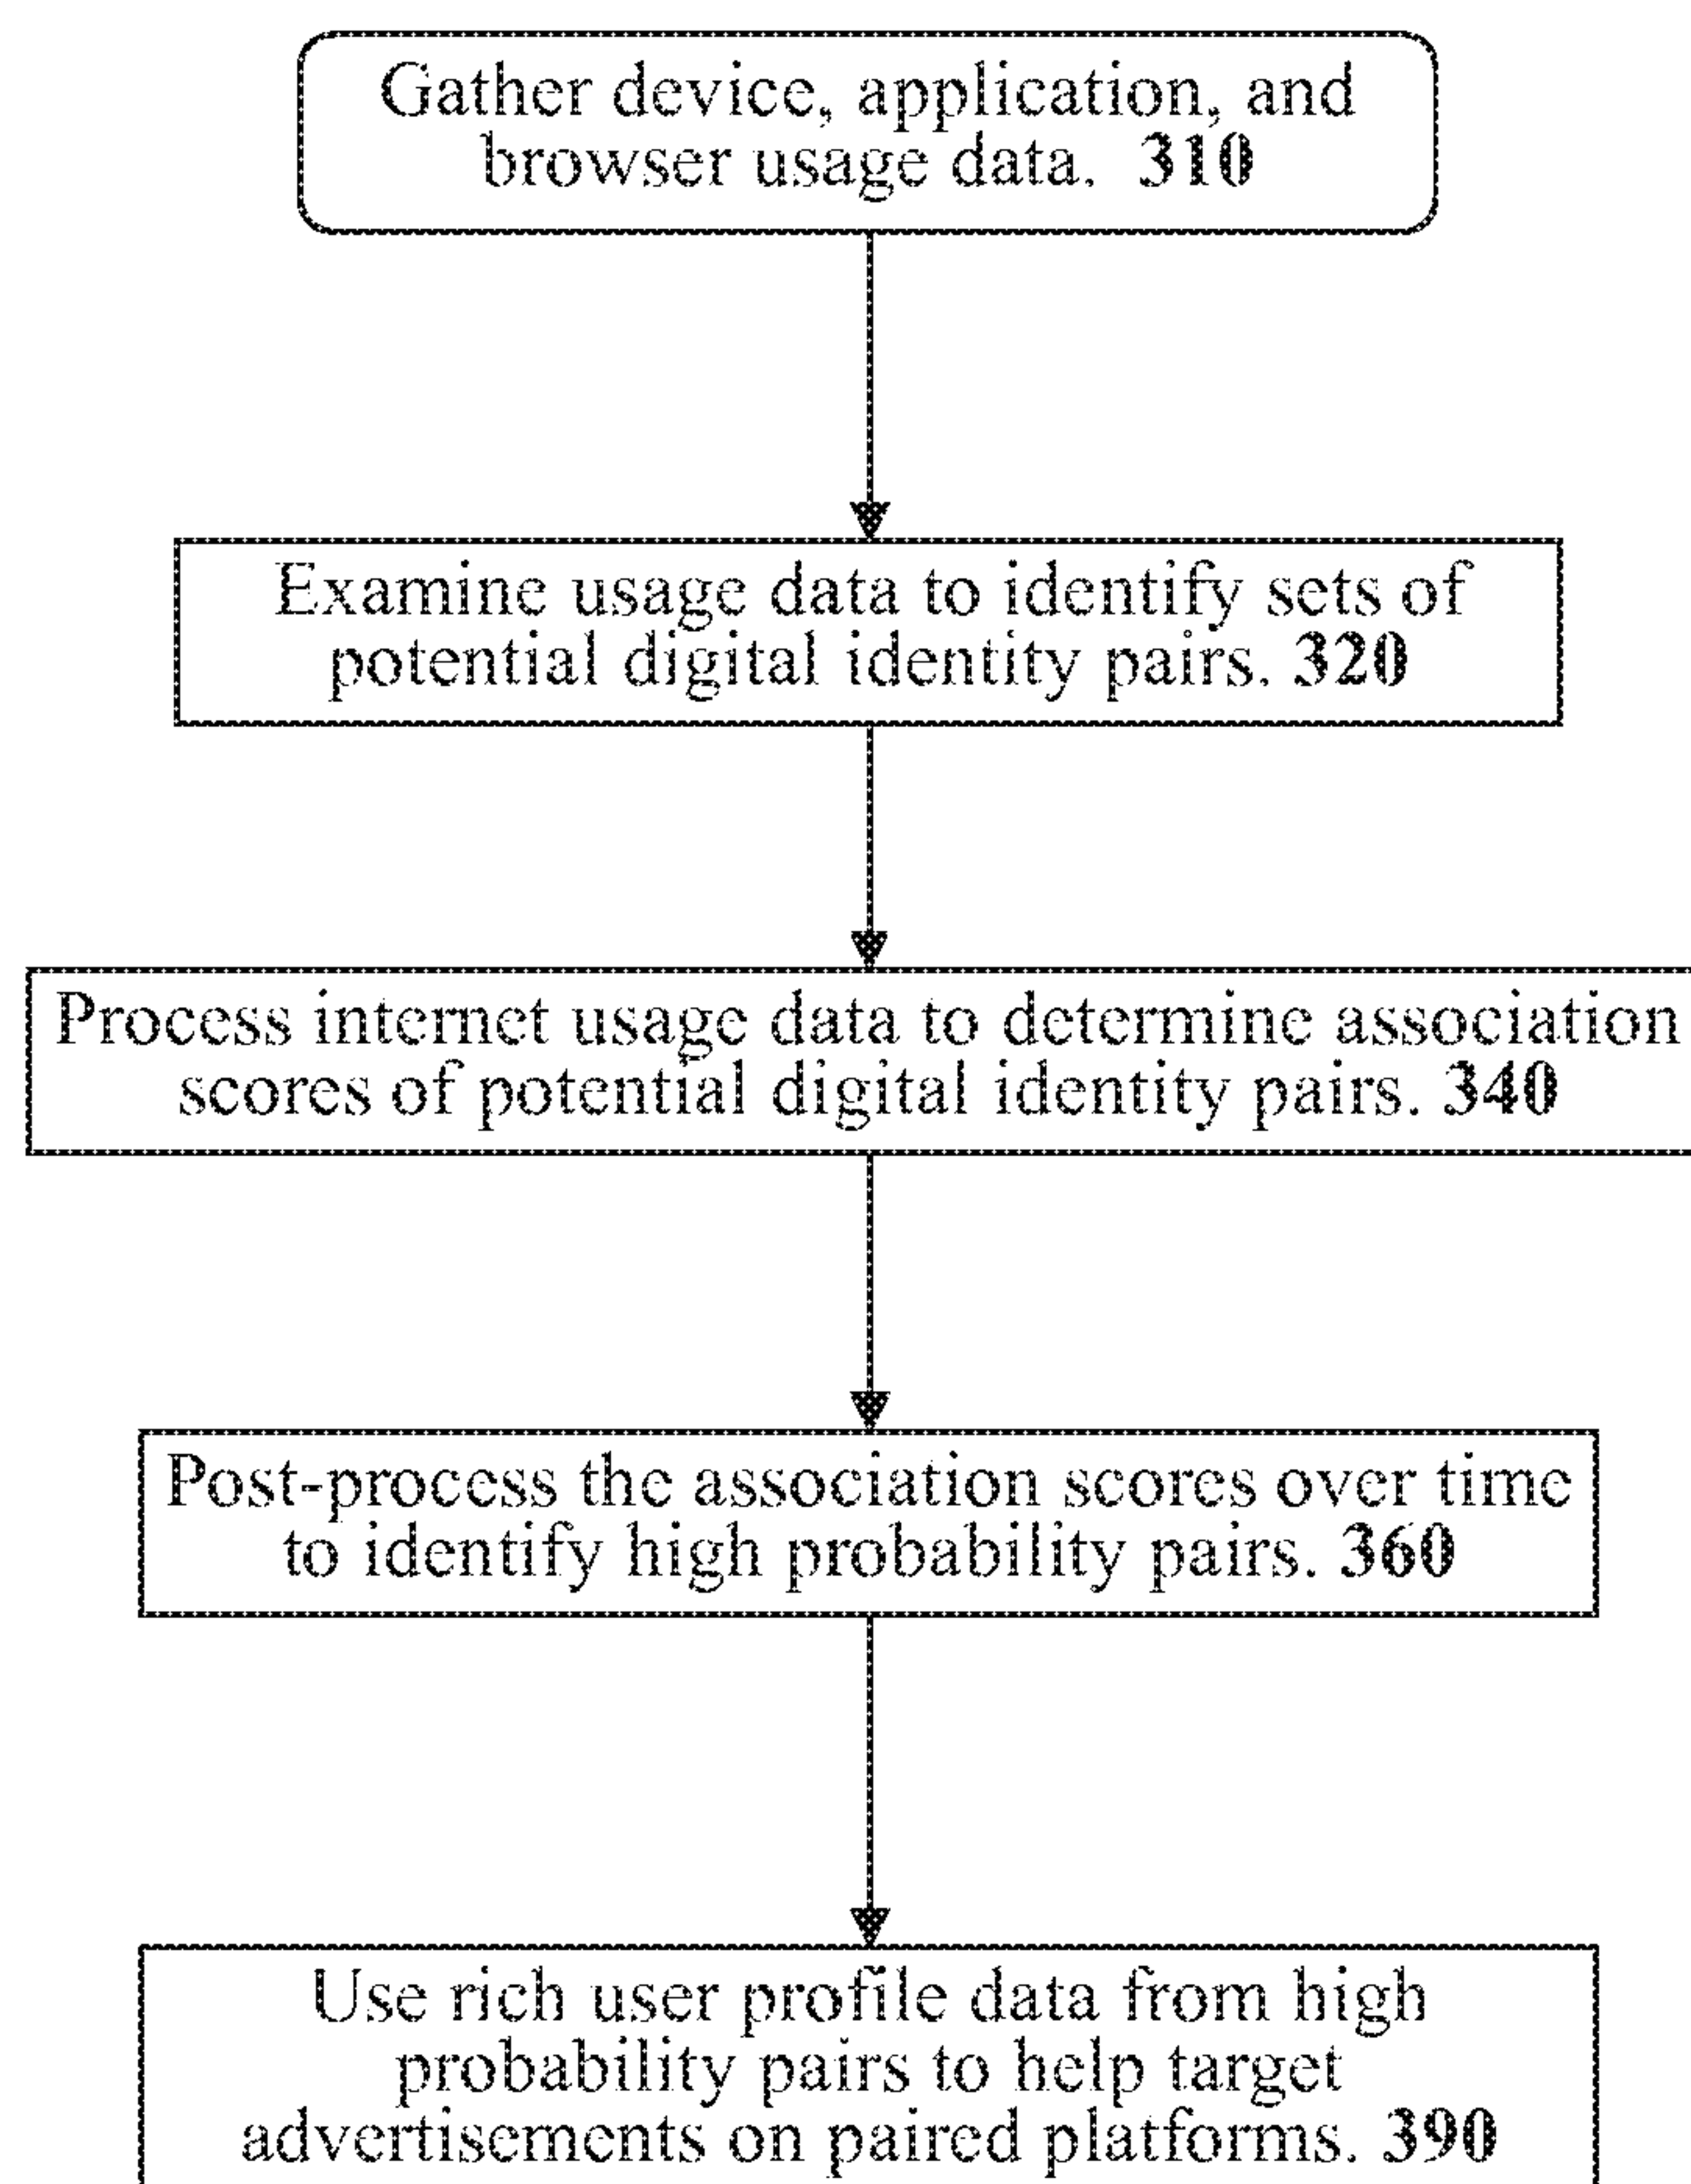 Gather device, application, and
browser usage data. 310
Examine usage data to identify sets of
potential digital identity pairs. 320
Process internet usage data to determine association
scores of potential digital identity pairs. 340
Post-process the association scores over time
to identify high probability pairs. 360
Use rich user profile data from high
probability pairs to help target
advertisements on paired platforms. 390